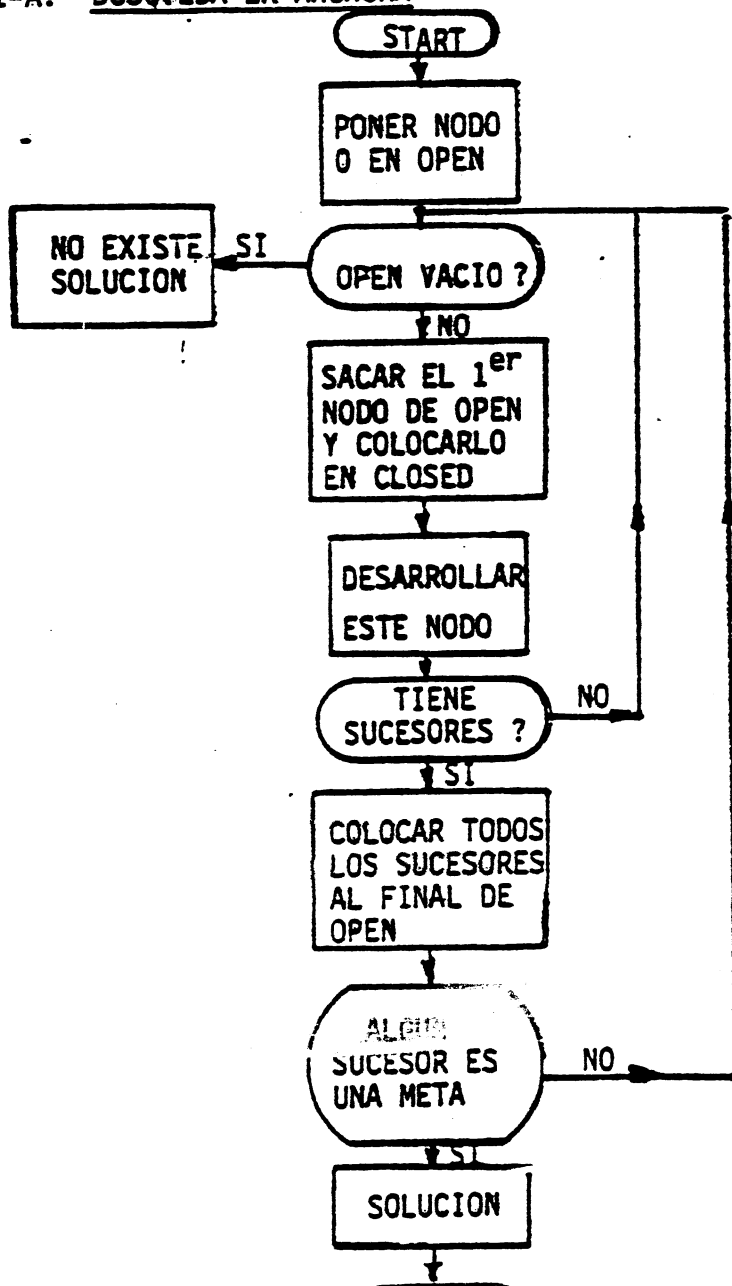 START
PONER NODO
O EN OPEN
NO EXISTE
SOLUCION
SI
OPEN VACIO ?
NO
SACAR EL 1er
NODO DE OPEN
Y COLOCARLO
EN CLOSED
DESARROLLAR
ESTE NODO
TIENE
SUCESORES ?
NO
SI
COLOCAR TODOS
LOS SUCESORES
AL FINAL DE
OPEN
ALGUN
SUCESOR ES
UNA META
NO
SI
SOLUCION